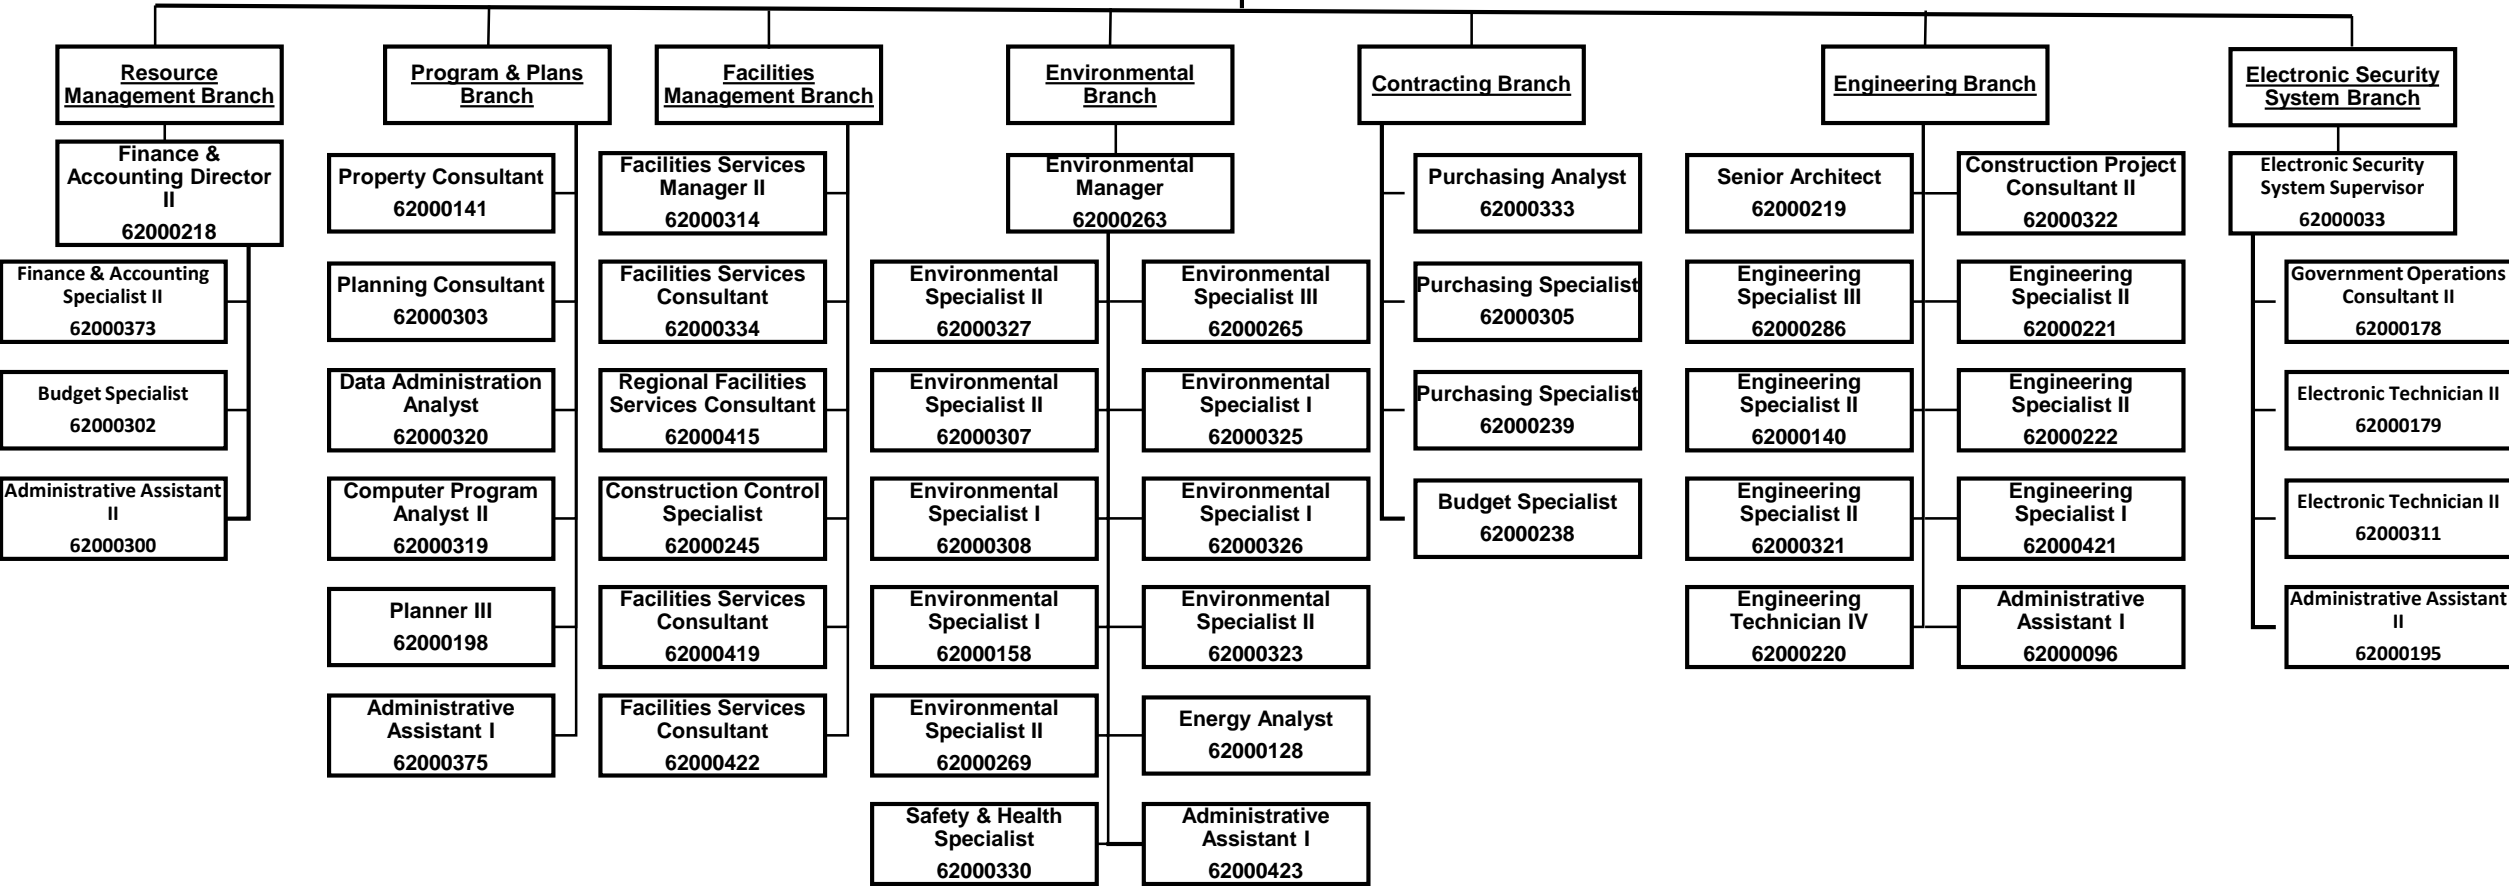 Resource
Management Branch
Finance &
Accounting Director
II
62000218
Finance & Accounting
Specialist II
62000373
Budget Specialist
62000302
Administrative Assistant
II
62000300
Program & Plans
Branch
Property Consultant
62000141
Planning Consultant
62000303
Data Administration
Analyst
62000320
Computer Program
Analyst II
62000319
Planner III
62000198
Administrative
Assistant I
62000375
Facilities
Management Branch
Facilities Services
Manager II
62000314
Facilities Services
Consultant
62000334
Regional Facilities
Services Consultant
62000415
Construction Control
Specialist
62000245
Facilities Services
Consultant
62000419
Facilities Services
Consultant
62000422
Environmental
Branch
Environmental
Manager
62000263
Environmental
Specialist II
62000327
Environmental
Specialist III
62000265
Environmental
Specialist II
62000307
Environmental
Specialist I
62000325
Environmental
Specialist I
62000308
Environmental
Specialist I
62000326
Environmental
Specialist I
62000158
Environmental
Specialist II
62000323
Environmental
Specialist II
62000269
Energy Analyst
62000128
Safety & Health
Specialist
62000330
Administrative
Assistant I
62000423
Contracting Branch
Purchasing Analyst
62000333
Purchasing Specialist
62000305
Purchasing Specialist
62000239
Budget Specialist
62000238
Engineering Branch
Senior Architect
62000219
Construction Project
Consultant II
62000322
Engineering
Specialist III
62000286
Engineering
Specialist II
62000221
Engineering
Specialist II
62000140
Engineering
Specialist II
62000222
Engineering
Specialist II
62000321
Engineering
Specialist I
62000421
Engineering
Technician IV
62000220
Administrative
Assistant I
62000096
Electronic Security
System Branch
Electronic Security
System Supervisor
62000033
Government Operations
Consultant II
62000178
Electronic Technician II
62000179
Electronic Technician II
62000311
Administrative Assistant
II
62000195